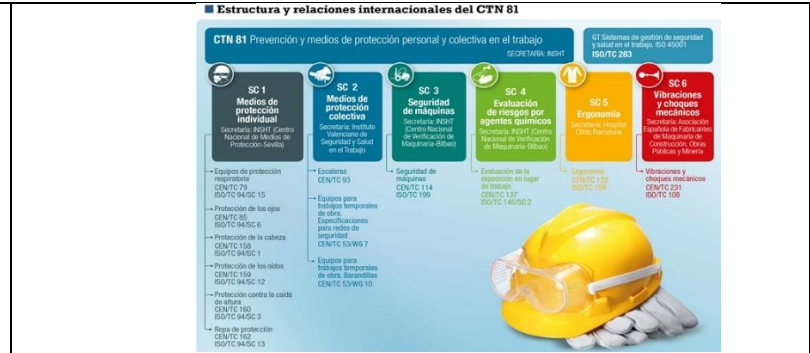 Estructura y relaciones internacionales del CTN 81
CTN 81 Prevención y medios de protección personal y colectiva en el trabajo
SECRETARÍA: INSHT
GT Sistemas de gestión de seguridad
y salud en el trabajo. ISO 45001
ISO/TC 283
SC 1
Medios de
protección
individual
Secretaría: INSHT (Centro
Nacional de Medios de
Protección-Sevilla)
Equipos de protección
respiratoria
CEN/TC 79
ISO/TC 94/SC 15
Protección de los ojos
CEN/TC 85
ISO/TC 94/SC 6
Protección de la cabeza
CEN/TC 158
ISO/TC 94/SC 1
Protección de los oídos
CEN/TC 159
ISO/TC 94/SC 12
Protección contra la caída
de altura
CEN/TC 160
ISO/TC 94/SC 3
Ropa de protección
CEN/TC 162
ISO/TC 94/SC 13
SC 2
Medios de
protección
colectiva
Secretaría: Instituto
Valenciano de
Seguridad y Salud
en el Trabajo
Escaleras
CEN/TC 93
Equipos para
trabajos temporales
de obra.
Especificaciones
para redes de
seguridad
CEN/TC 53/WG 7
Equipos para
trabajos temporales
de obra. Barandillas
CEN/TC 53/WG 10
SC 3
Seguridad
de máquinas
Secretaría: INSHT
(Centro Nacional
de Verificación de
Maquinaria-Bilbao)
Seguridad de
máquinas
CEN/TC 114
ISO/TC 199
SC 4
Evaluación
de riesgos por
agentes químicos
Secretaría: INSHT (Centro
Nacional de Verificación
de Maquinaria-Bilbao)
Evaluación de la
exposición en lugar
de trabajo
CEN/TC 137
ISO/TC 146/SC 2
SC 5
Ergonomía
Secretaría: Hospital
Clínic Barcelona
Ergonomía
CEN/TC 122
ISO/TC 159
SC 6
Vibraciones
y choques
mecánicos
Secretaría: Asociación
Española de Fabricantes
de Maquinaria de
Construcción, Obras
Públicas y Minería
Vibraciones y
choques mecánicos
CEN/TC 231
ISO/TC 108